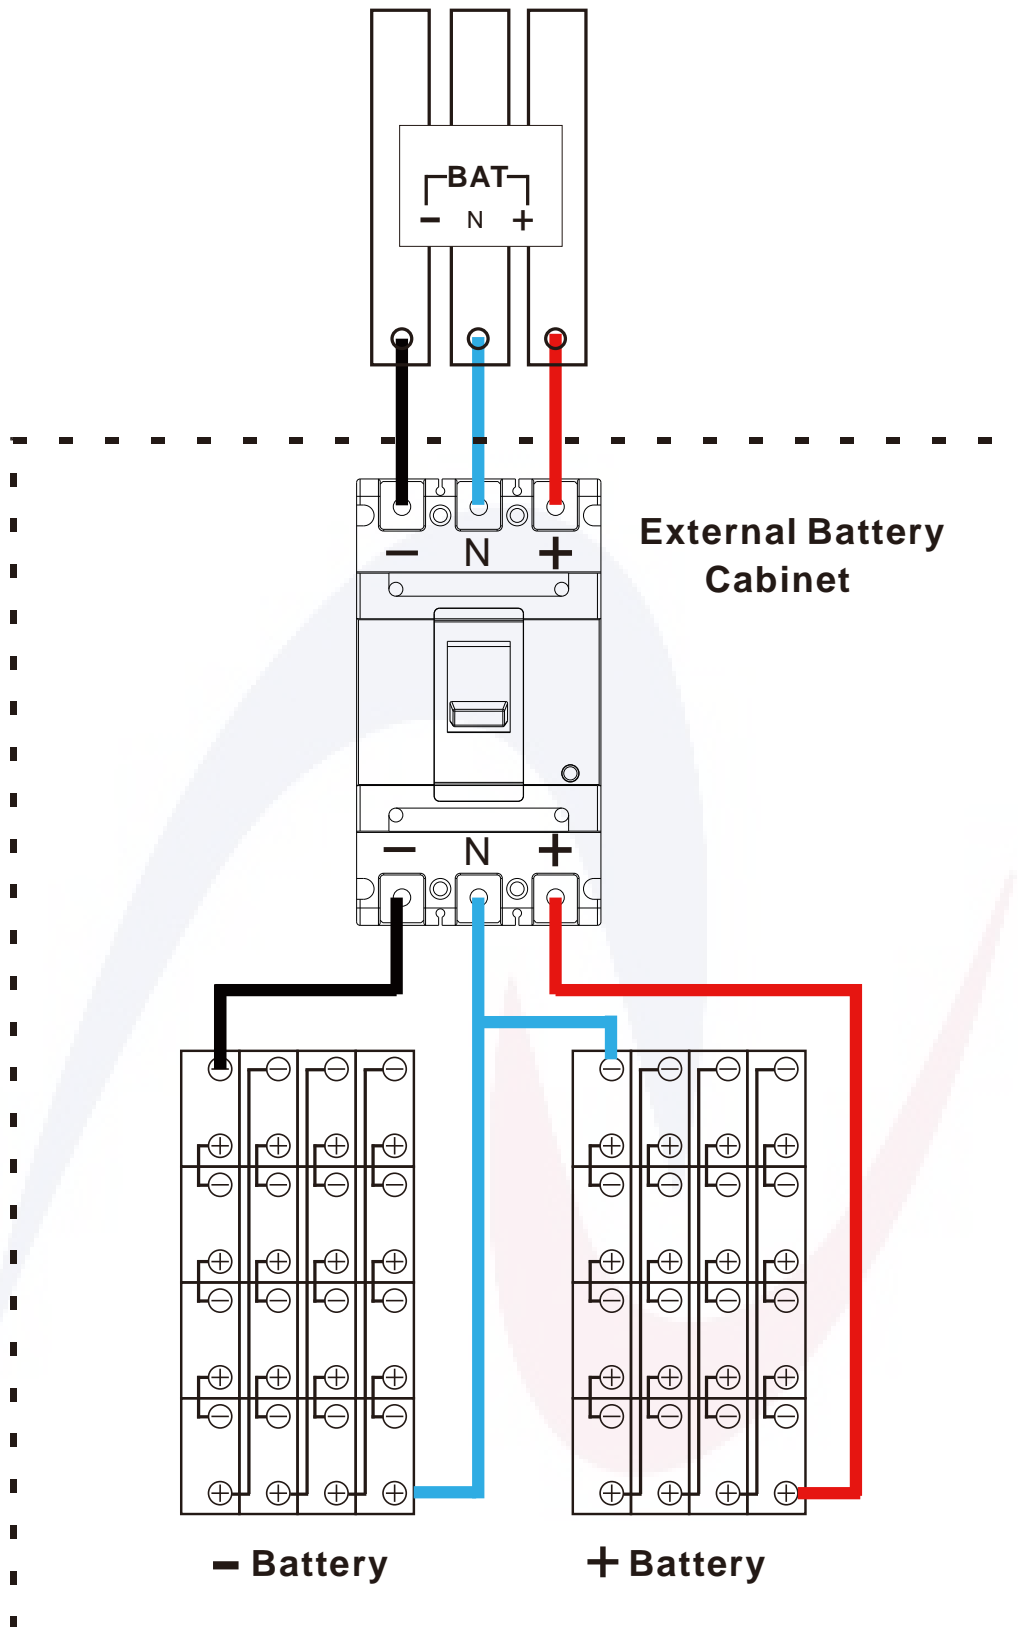 BAT
− N +
External Battery
Cabinet
− N +
− N +
− Battery
+ Battery